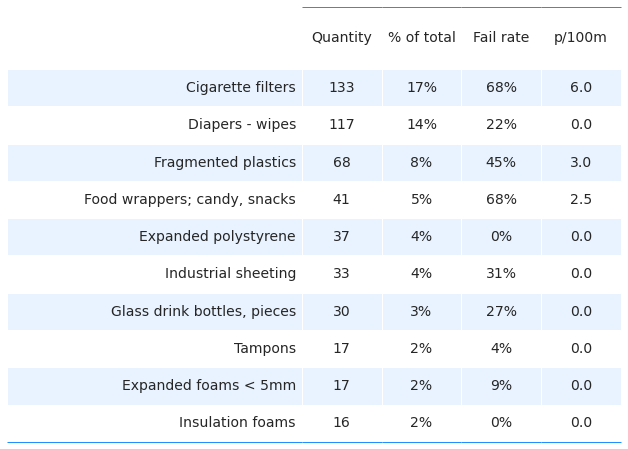 Quantity % of total Fail rate p/100m
Cigarette filters 133 17% 68% 6.0
Diapers - wipes 117 14% 22% 0.0
Fragmented plastics 68 8% 45% 3.0
Food wrappers; candy, snacks 41 5% 68% 2.5
Expanded polystyrene 37 4% 0% 0.0
Industrial sheeting 33 4% 31% 0.0
Glass drink bottles, pieces 30 3% 27% 0.0
Tampons 17 2% 4% 0.0
Expanded foams < 5mm 17 2% 9% 0.0
Insulation foams 16 2% 0% 0.0